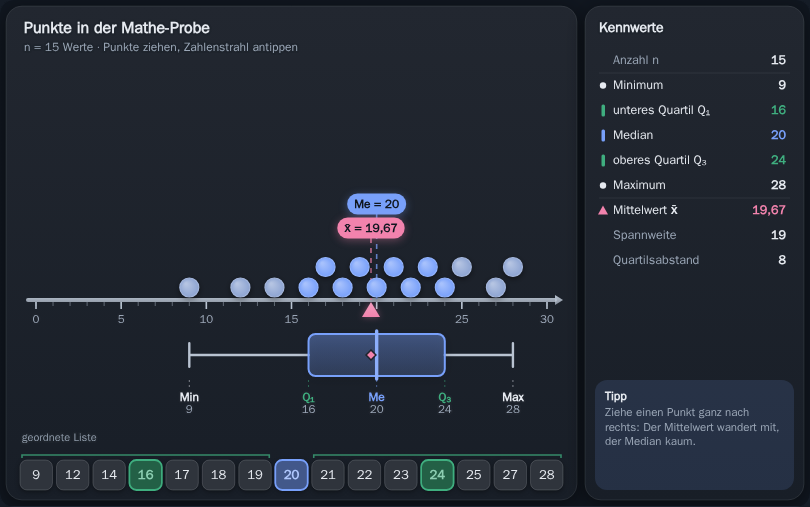 Punkte in der Mathe-Probe
n = 15 Werte · Punkte ziehen, Zahlenstrahl antippen
Me = 20
x̄ = 19,67
0 5 10 15 25 30
Min Q₁ Me Q₃ Max
9 16 20 24 28
geordnete Liste
9 12 14 16 17 18 19 20 21 22 23 24 25 27 28
Kennwerte
Anzahl n 15
Minimum 9
unteres Quartil Q₁ 16
Median 20
oberes Quartil Q₃ 24
Maximum 28
Mittelwert x̄ 19,67
Spannweite 19
Quartilsabstand 8
Tipp
Ziehe einen Punkt ganz nach
rechts: Der Mittelwert wandert mit,
der Median kaum.